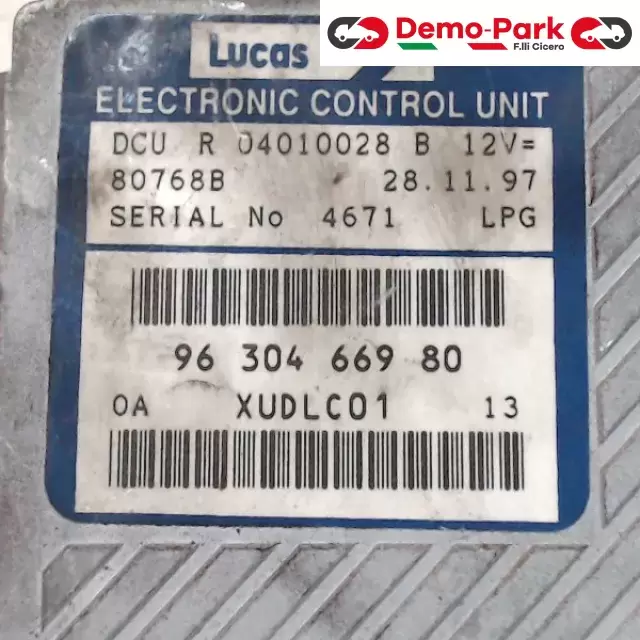 Demo-Park
F.lli Cicero
Lucas
ELECTRONIC CONTROL UNIT
DCU R 04010028 B 12V=
80768B 28.11.97
SERIAL No 4671 LPG
96 304 669 80
0A XUDLC01 13